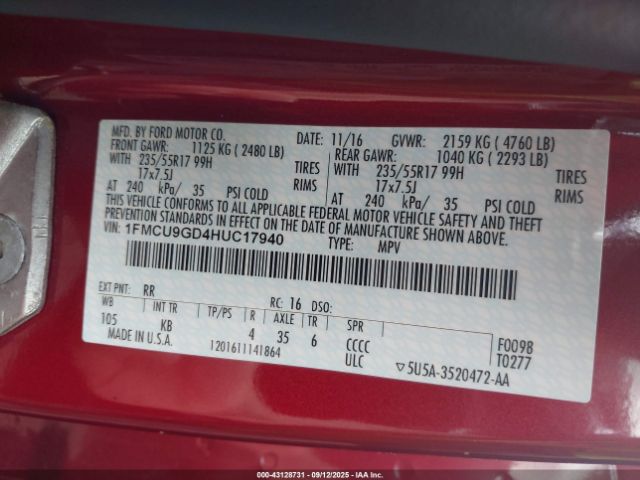 MFD. BY FORD MOTOR CO. DATE: 11/16 GVWR: 2159 KG ( 4760 LB)
FRONT GAWR: 1125 KG ( 2480 LB) REAR GAWR: 1040 KG ( 2293 LB)
WITH 235/55R17 99H TIRES WITH 235/55R17 99H TIRES
17x7.5J RIMS 17x7.5J RIMS
AT 240 kPa/ 35 PSI COLD AT 240 kPa/ 35 PSI COLD
THIS VEHICLE CONFORMS TO ALL APPLICABLE FEDERAL MOTOR VEHICLE SAFETY AND THEFT
PREVENTION STANDARDS IN EFFECT ON THE DATE OF MANUFACTURE SHOWN ABOVE.
VIN: 1FMCU9GD4HUC17940 TYPE: MPV
EXT PNT: RR RC: 16 DSO:
WB INT TR TP/PS R AXLE TR SPR
105 KB 4 35 6 CCCC F0098
MADE IN U.S.A. 1201611141864 ULC T0277
▽5U5A-3520472-AA
000-43128731 - 09/12/2025 - IAA Inc.